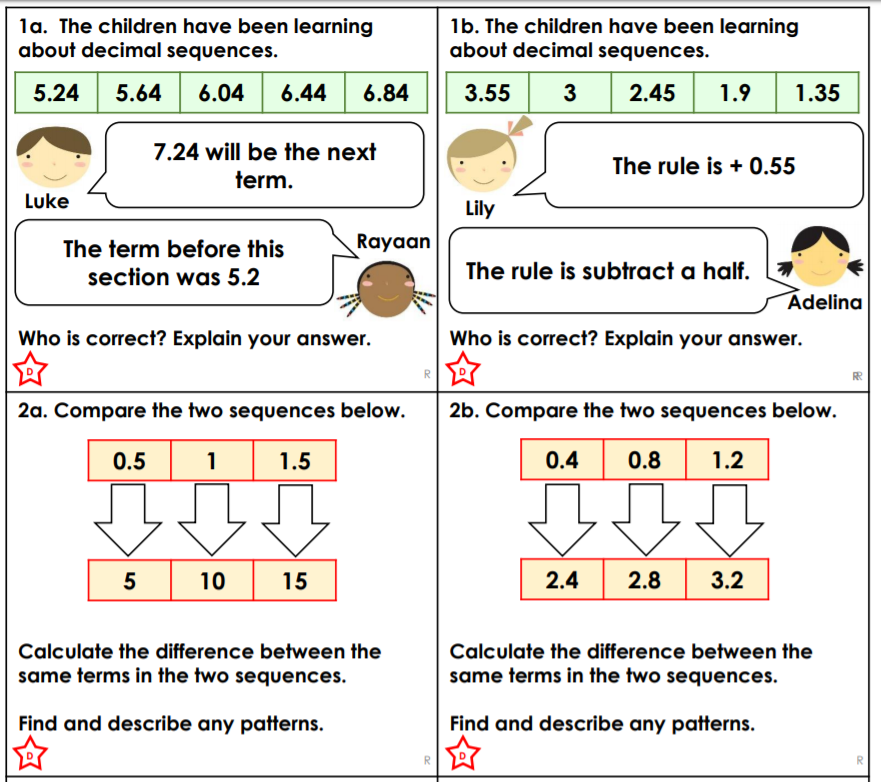 1a. The children have been learning
about decimal sequences.
5.24 5.64 6.04 6.44 6.84
7.24 will be the next
term.
Luke
Rayaan
The term before this
section was 5.2
Who is correct? Explain your answer.
D
R
1b. The children have been learning
about decimal sequences.
3.55 3 2.45 1.9 1.35
The rule is + 0.55
Lily
The rule is subtract a half.
Adelina
Who is correct? Explain your answer.
D
R
2a. Compare the two sequences below.
0.5 1 1.5
5 10 15
Calculate the difference between the
same terms in the two sequences.
Find and describe any patterns.
D
R
2b. Compare the two sequences below.
0.4 0.8 1.2
2.4 2.8 3.2
Calculate the difference between the
same terms in the two sequences.
Find and describe any patterns.
D
R